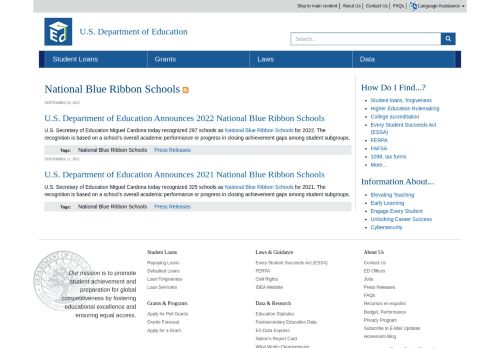 Skip to main content | About Us | Contact Us | FAQs | Language Assistance
Ed
U.S. Department of Education
Search...
Student Loans
Grants
Laws
Data
National Blue Ribbon Schools
U.S. Department of Education Announces 2022 National Blue Ribbon Schools
U.S. Secretary of Education Miguel Cardona today recognized 297 schools as National Blue Ribbon Schools for 2022. The
recognition is based on a school's overall academic performance or progress in closing achievement gaps among student subgroups.
Tags: National Blue Ribbon Schools Press Releases
U.S. Department of Education Announces 2021 National Blue Ribbon Schools
U.S. Secretary of Education Miguel Cardona today recognized 325 schools as National Blue Ribbon Schools for 2021. The
recognition is based on a school's overall academic performance or progress in closing achievement gaps among student subgroups.
Tags: National Blue Ribbon Schools Press Releases
How Do I Find...?
Student loans, forgiveness
Higher Education Rulemaking
College accreditation
Every Student Succeeds Act
(ESSA)
FERPA
FAFSA
1098, tax forms
More...
Information About...
Elevating Teaching
Early Learning
Engage Every Student
Unlocking Career Success
Cybersecurity
Our mission is to promote
student achievement and
preparation for global
competitiveness by fostering
educational excellence and
ensuring equal access.
Student Loans
Repaying Loans
Defaulted Loans
Loan Forgiveness
Loan Servicers
Grants & Programs
Apply for Pell Grants
Grants Forecast
Apply for a Grant
Laws & Guidance
Every Student Succeeds Act (ESSA)
FERPA
Civil Rights
IDEA Website
Data & Research
Education Statistics
Postsecondary Education Data
ED Data Express
Nation's Report Card
What Works Clearinghouse
About Us
Contact Us
ED Offices
Jobs
Press Releases
FAQs
Recursos en español
Budget, Performance
Privacy Program
Subscribe to E-Mail Updates
Homeroom Blog